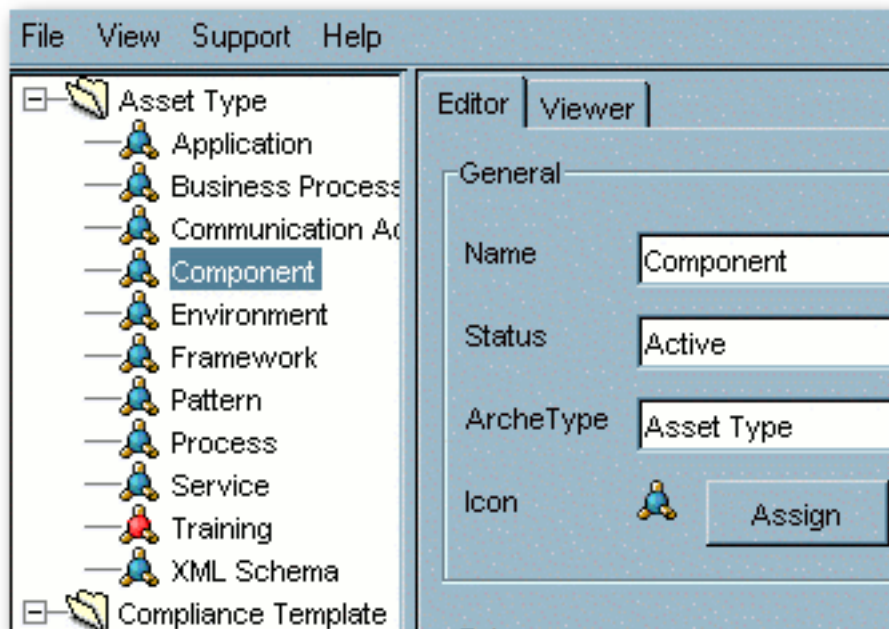 File View Support Help
Asset Type
Application
Business Process
Communication Ac
Component
Environment
Framework
Pattern
Process
Service
Training
XML Schema
Compliance Template
Editor Viewer
General
Name Component
Status Active
ArcheType Asset Type
Icon Assign